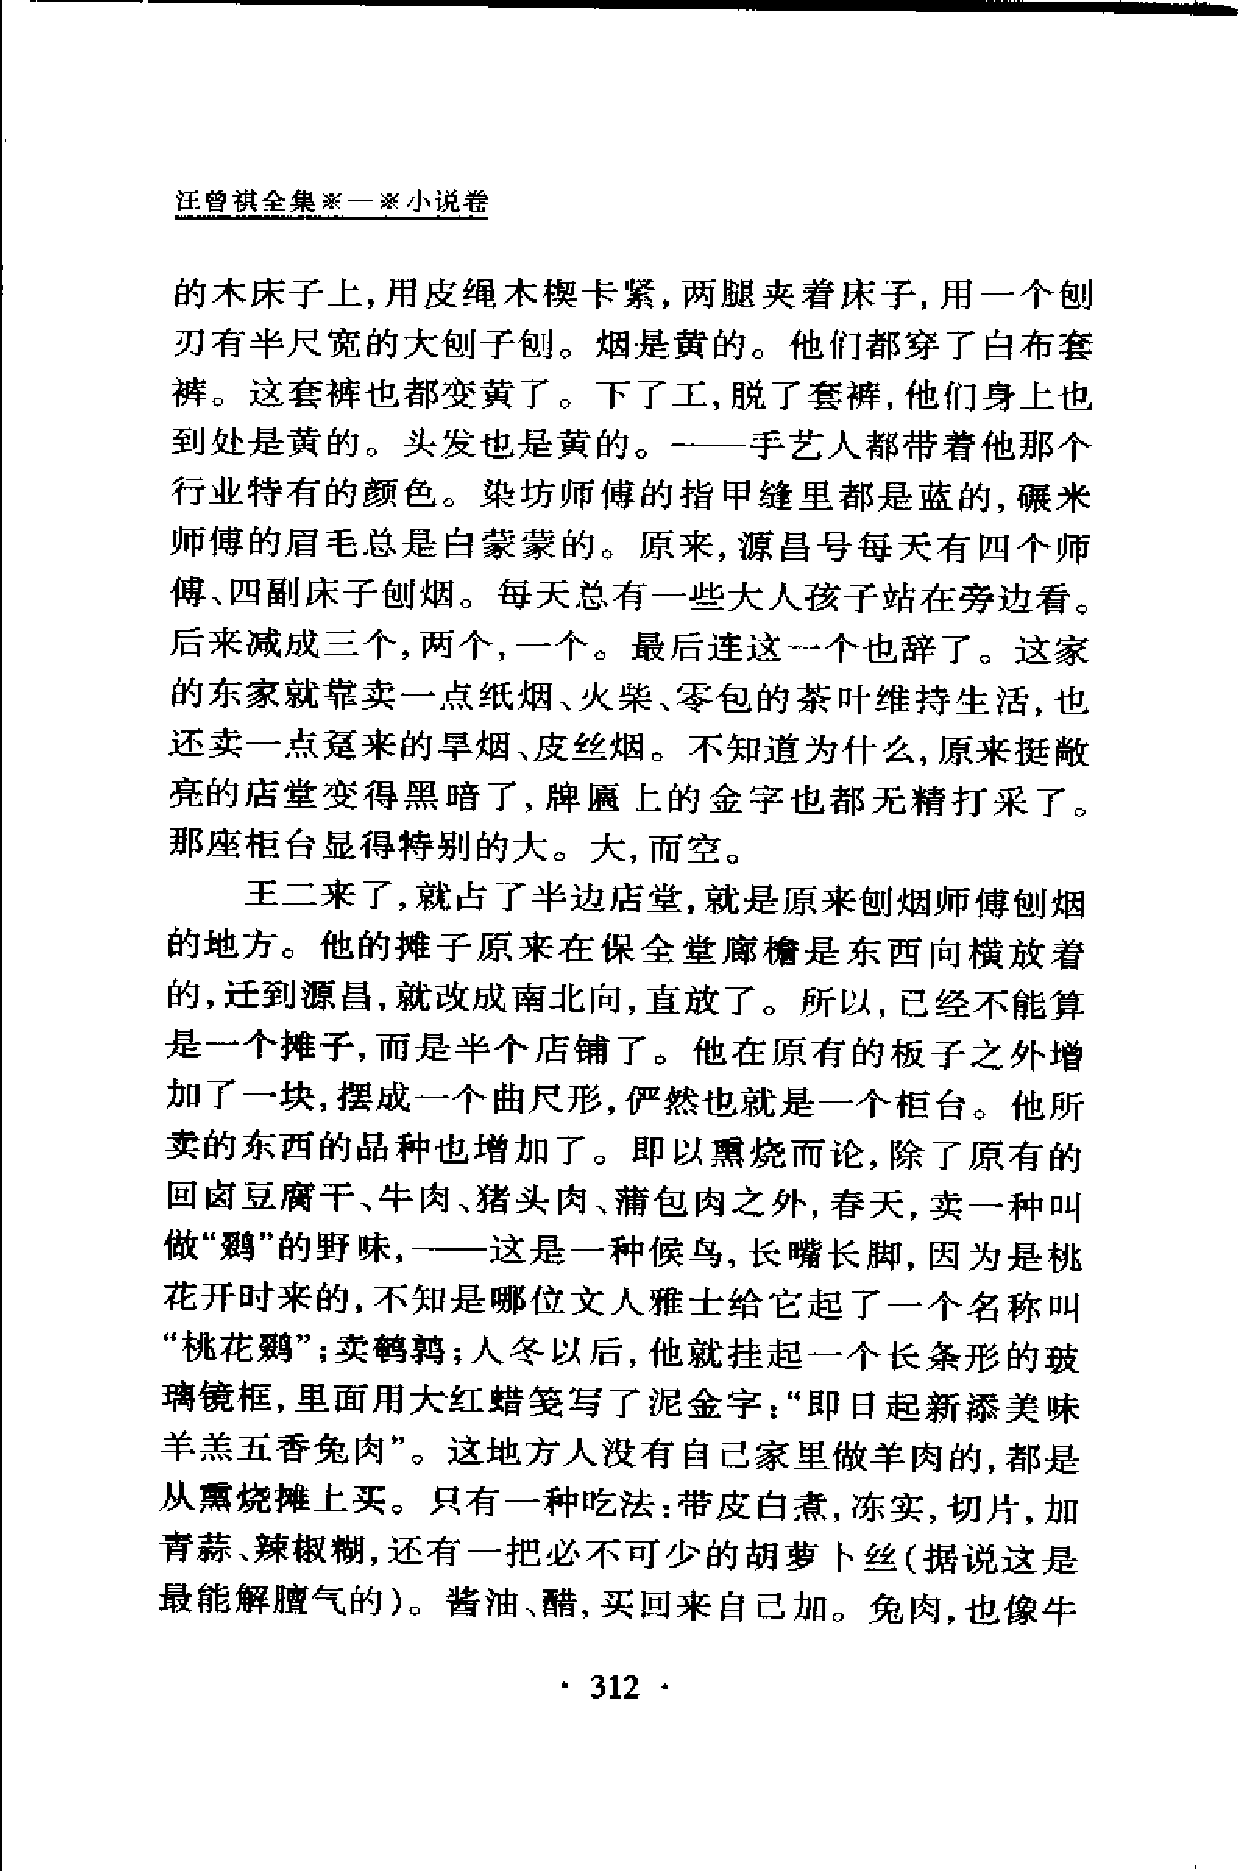 汪曾祺全集※一※小说卷
的木床子上,用皮绳木楔卡紧,两腿夹着床子,用一个刨
刃有半尺宽的大刨子刨。烟是黄的。他们都穿了白布套
裤。这套裤也都变黄了。下了工,脱了套裤,他们身上也
到处是黄的。头发也是黄的。——手艺人都带着他那个
行业特有的颜色。染坊师傅的指甲缝里都是蓝的,碾米
师傅的眉毛总是白蒙蒙的。原来,源昌号每天有四个师
傅、四副床子刨烟。每天总有一些大人孩子站在旁边看。
后来减成三个,两个,一个。最后连这一个也辞了。这家
的东家就靠卖一点纸烟、火柴、零包的茶叶维持生活,也
还卖一点趸来的旱烟、皮丝烟。不知道为什么,原来挺敞
亮的店堂变得黑暗了,牌匾上的金字也都无精打采了。
那座柜台显得特别的大。大,而空。
王二来了,就占了半边店堂,就是原来刨烟师傅刨烟
的地方。他的摊子原来在保全堂廊檐是东西向横放着
的,迁到源昌,就改成南北向,直放了。所以,已经不能算
是一个摊子,而是半个店铺了。他在原有的板子之外增
加了一块,摆成一个曲尺形,俨然也就是一个柜台。他所
卖的东西的品种也增加了。即以熏烧而论,除了原有的
回卤豆腐干、牛肉、猪头肉、蒲包肉之外,春天,卖一种叫
做“鵽”的野味,——这是一种候鸟,长嘴长脚,因为是桃
花开时来的,不知是哪位文人雅士给它起了一个名称叫
“桃花鵽”;卖鹌鹑;入冬以后,他就挂起一个长条形的玻
璃镜框,里面用大红蜡笺写了泥金字:“即日起新添美味
羊羔五香兔肉”。这地方人没有自己家里做羊肉的,都是
从熏烧摊上买。只有一种吃法:带皮白煮,冻实,切片,加
青蒜、辣椒糊,还有一把必不可少的胡萝卜丝(据说这是
最能解膻气的)。酱油、醋,买回来自己加。兔肉,也像牛
· 312 ·